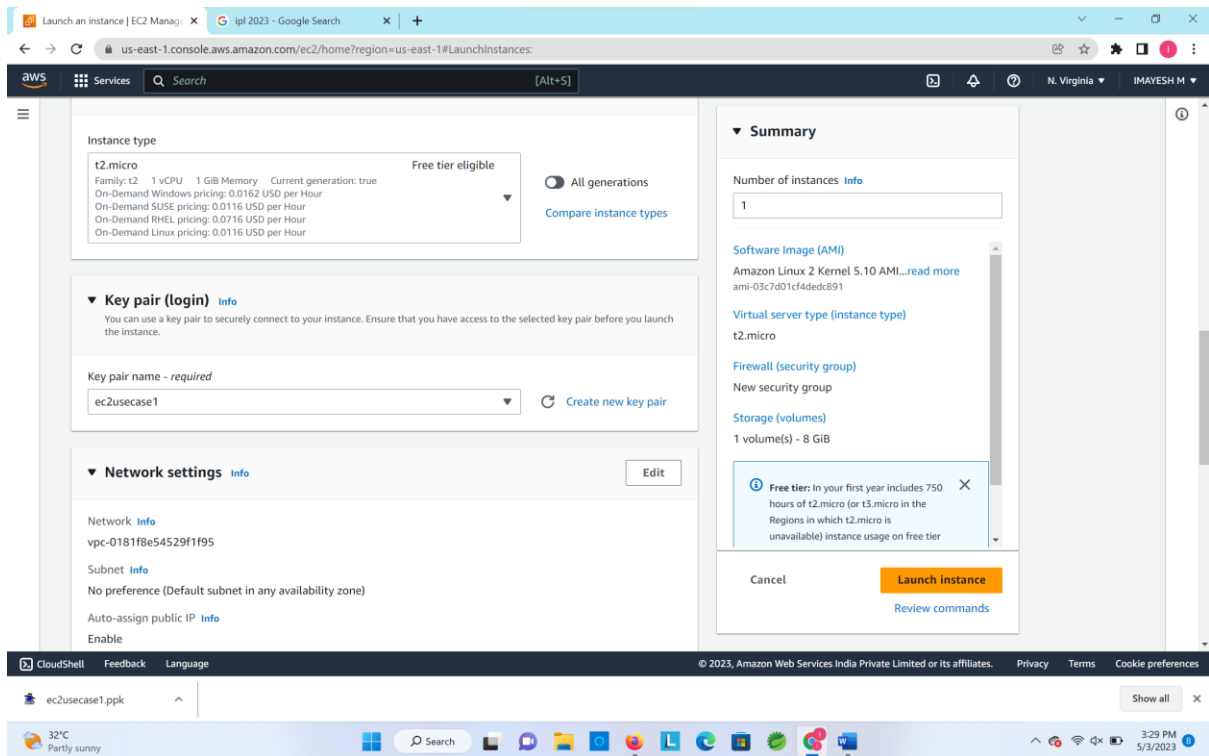 Launch an instance | EC2 Manage
ipl 2023 - Google Search
us-east-1.console.aws.amazon.com/ec2/home?region=us-east-1#LaunchInstances:
aws
Services
Search
[Alt+S]
N. Virginia
IMAYESH M
Instance type
t2.micro
Free tier eligible
Family: t2 1 vCPU 1 GiB Memory Current generation: true
On-Demand Windows pricing: 0.0162 USD per Hour
On-Demand SUSE pricing: 0.0116 USD per Hour
On-Demand RHEL pricing: 0.0716 USD per Hour
On-Demand Linux pricing: 0.0116 USD per Hour
All generations
Compare instance types
Key pair (login) Info
You can use a key pair to securely connect to your instance. Ensure that you have access to the selected key pair before you launch
the instance.
Key pair name - required
ec2usecase1
Create new key pair
Network settings Info
Edit
Network Info
vpc-0181f8e54529f1f95
Subnet Info
No preference (Default subnet in any availability zone)
Auto-assign public IP Info
Enable
Summary
Number of instances Info
1
Software Image (AMI)
Amazon Linux 2 Kernel 5.10 AMI...read more
ami-03c7d01cf4dedc891
Virtual server type (instance type)
t2.micro
Firewall (security group)
New security group
Storage (volumes)
1 volume(s) - 8 GiB
Free tier: In your first year includes 750
hours of t2.micro (or t3.micro in the
Regions in which t2.micro is
unavailable) instance usage on free tier
Cancel
Launch instance
Review commands
CloudShell
Feedback
Language
© 2023, Amazon Web Services India Private Limited or its affiliates.
Privacy
Terms
Cookie preferences
ec2usecase1.ppk
Show all
32°C
Partly sunny
Search
3:29 PM
5/3/2023
8